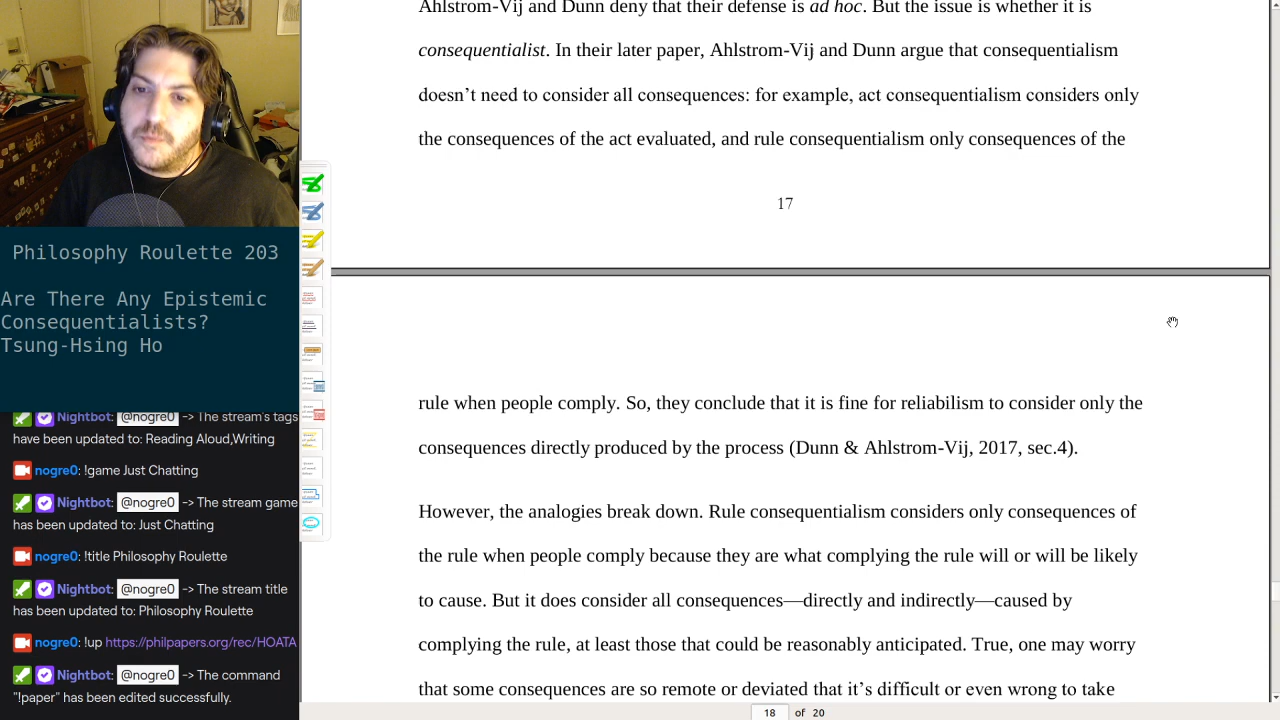 Ahlstrom-Vij and Dunn deny that their defense is ad hoc. But the issue is whether it is
consequentialist. In their later paper, Ahlstrom-Vij and Dunn argue that consequentialism
doesn’t need to consider all consequences: for example, act consequentialism considers only
the consequences of the act evaluated, and rule consequentialism only consequences of the
17
rule when people comply. So, they conclude that it is fine for reliabilism to consider only the
consequences directly produced by the process (Dunn & Ahlstrom-Vij, 2017, sec.4).
However, the analogies break down. Rule consequentialism considers only consequences of
the rule when people comply because they are what complying the rule will or will be likely
to cause. But it does consider all consequences—directly and indirectly—caused by
complying the rule, at least those that could be reasonably anticipated. True, one may worry
that some consequences are so remote or deviated that it’s difficult or even wrong to take
18 of 20
Philosophy Roulette 203
Are There Any Epistemic
Consequentialists?
Tsung-Hsing Ho
Nightbot: @nogre0 -> The stream's tags
been updated to: Reading Aloud,Writing
nogre0: !game Just Chatting
Nightbot: @nogre0 -> The stream game
has been updated to: Just Chatting
nogre0: !title Philosophy Roulette
Nightbot: @nogre0 -> The stream title
has been updated to: Philosophy Roulette
nogre0: !up https://philpapers.org/rec/HOATA
Nightbot: @nogre0 -> The command
"!paper" has been edited successfully.